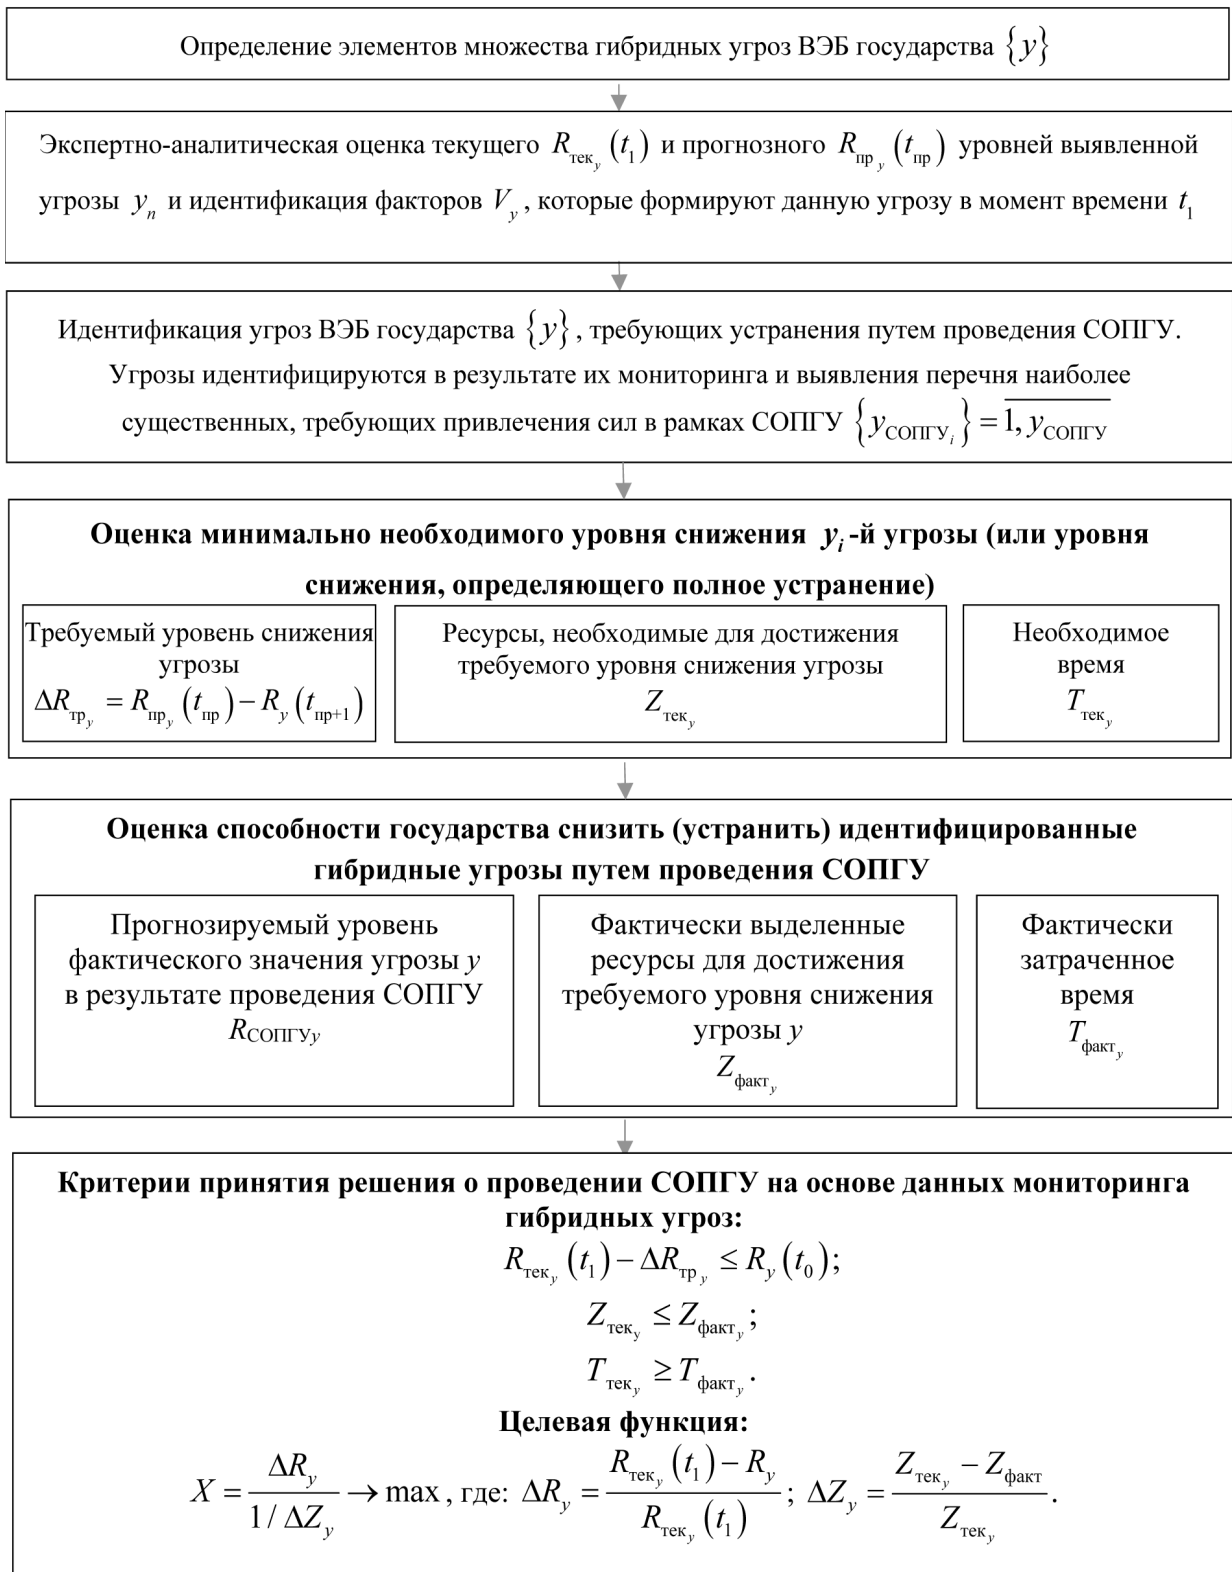 Определение элементов множества гибридных угроз ВЭБ государства {y}
Экспертно-аналитическая оценка текущего R_тек_y (t_1) и прогнозного R_пр_y (t_пр) уровней выявленной
угрозы y_n и идентификация факторов V_y, которые формируют данную угрозу в момент времени t_1
Идентификация угроз ВЭБ государства {y}, требующих устранения путем проведения СОПГУ.
Угрозы идентифицируются в результате их мониторинга и выявления перечня наиболее
существенных, требующих привлечения сил в рамках СОПГУ {y_СОПГУ_i} = \overline{1, y_СОПГУ}
Оценка минимально необходимого уровня снижения y_i-й угрозы (или уровня
снижения, определяющего полное устранение)
Требуемый уровень снижения
угрозы
ΔR_тр_y = R_пр_y (t_пр) − R_y (t_пр+1)
Ресурсы, необходимые для достижения
требуемого уровня снижения угрозы
Z_тек_y
Необходимое
время
T_тек_y
Оценка способности государства снизить (устранить) идентифицированные
гибридные угрозы путем проведения СОПГУ
Прогнозируемый уровень
фактического значения угрозы y
в результате проведения СОПГУ
R_СОПГУy
Фактически выделенные
ресурсы для достижения
требуемого уровня снижения
угрозы y
Z_факт_y
Фактически
затраченное
время
T_факт_y
Критерии принятия решения о проведении СОПГУ на основе данных мониторинга
гибридных угроз:
R_тек_y (t_1) − ΔR_тр_y ≤ R_y (t_0);
Z_тек_y ≤ Z_факт_y;
T_тек_y ≥ T_факт_y.
Целевая функция:
X = ΔR_y / (1 / ΔZ_y) → max, где: ΔR_y = (R_тек_y (t_1) − R_y) / R_тек_y (t_1); ΔZ_y = (Z_тек_y − Z_факт) / Z_тек_y.